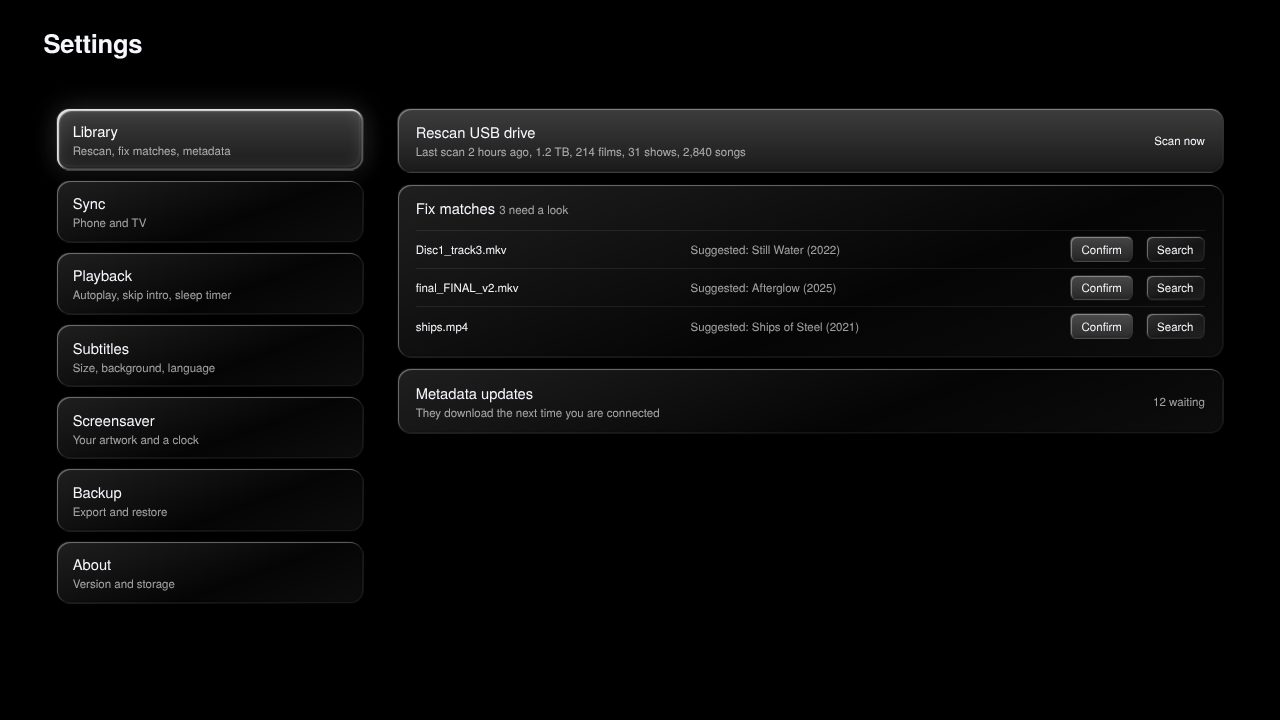 Settings
Library
Rescan, fix matches, metadata
Sync
Phone and TV
Playback
Autoplay, skip intro, sleep timer
Subtitles
Size, background, language
Screensaver
Your artwork and a clock
Backup
Export and restore
About
Version and storage
Rescan USB drive
Last scan 2 hours ago, 1.2 TB, 214 films, 31 shows, 2,840 songs
Scan now
Fix matches 3 need a look
Disc1_track3.mkv Suggested: Still Water (2022) Confirm Search
final_FINAL_v2.mkv Suggested: Afterglow (2025) Confirm Search
ships.mp4 Suggested: Ships of Steel (2021) Confirm Search
Metadata updates
They download the next time you are connected
12 waiting